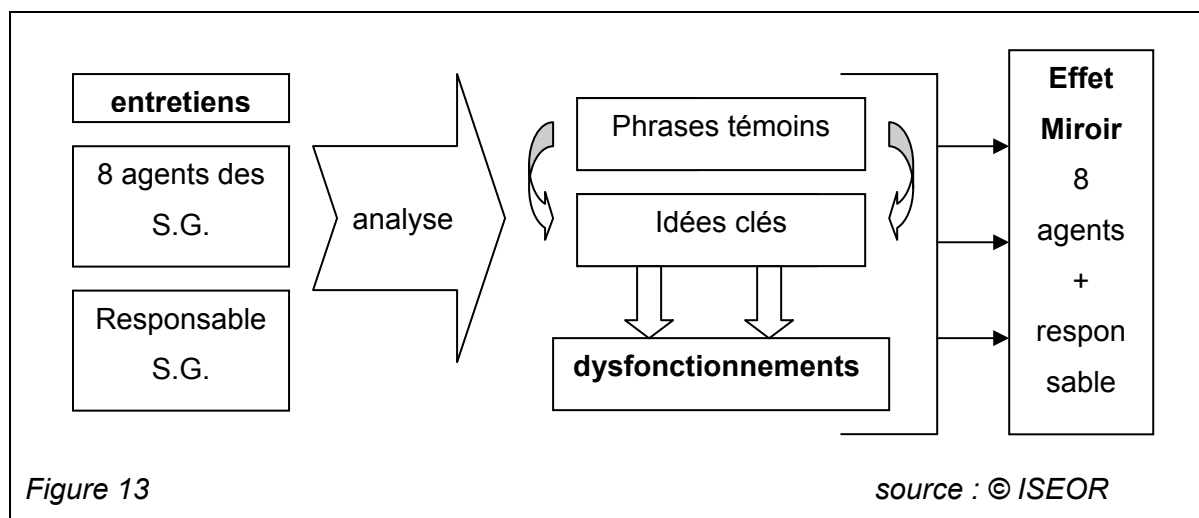 entretiens
8 agents des
S.G.
Responsable
S.G.
analyse
Phrases témoins
Idées clés
dysfonctionnements
Effet
Miroir
8
agents
+
respon
sable
Figure 13
source : © ISEOR